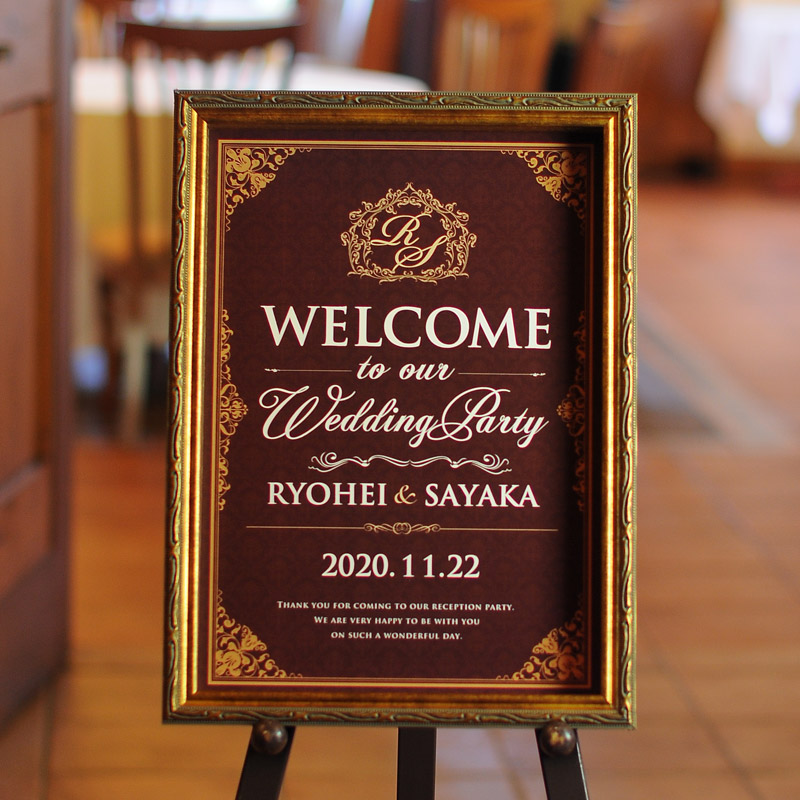 R S
WELCOME
to our
Wedding Party
RYOHEI & SAYAKA
2020.11.22
THANK YOU FOR COMING TO OUR RECEPTION PARTY.
WE ARE VERY HAPPY TO BE WITH YOU
ON SUCH A WONDERFUL DAY.